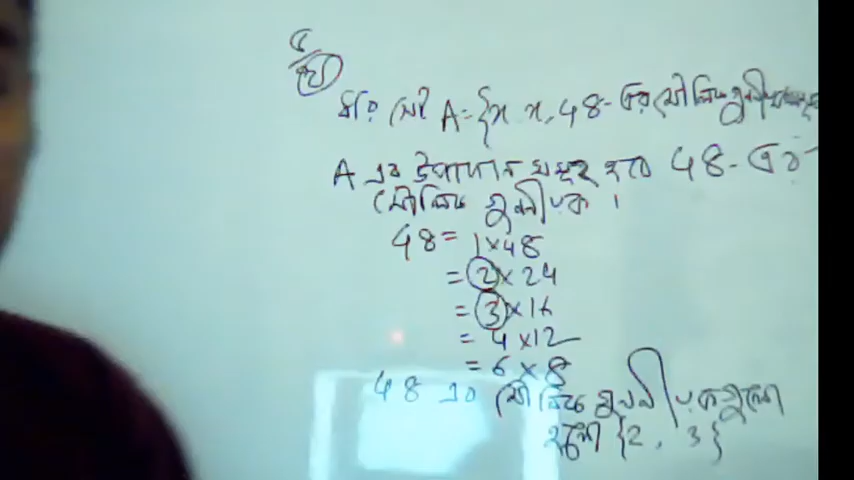 ৫
ঘ
ধরি সেট A = {x x, 48- এর মৌলিক গুণনীয়ক
A এর উপাদান সমূহ হবে 48- এর
মৌলিক গুণনীয়ক ।
48 = 1×48
= 2×24
= 3×16
= 4×12
= 6×8
48 এর মৌলিক গুণনীয়কগুলো
হলো {2, 3}